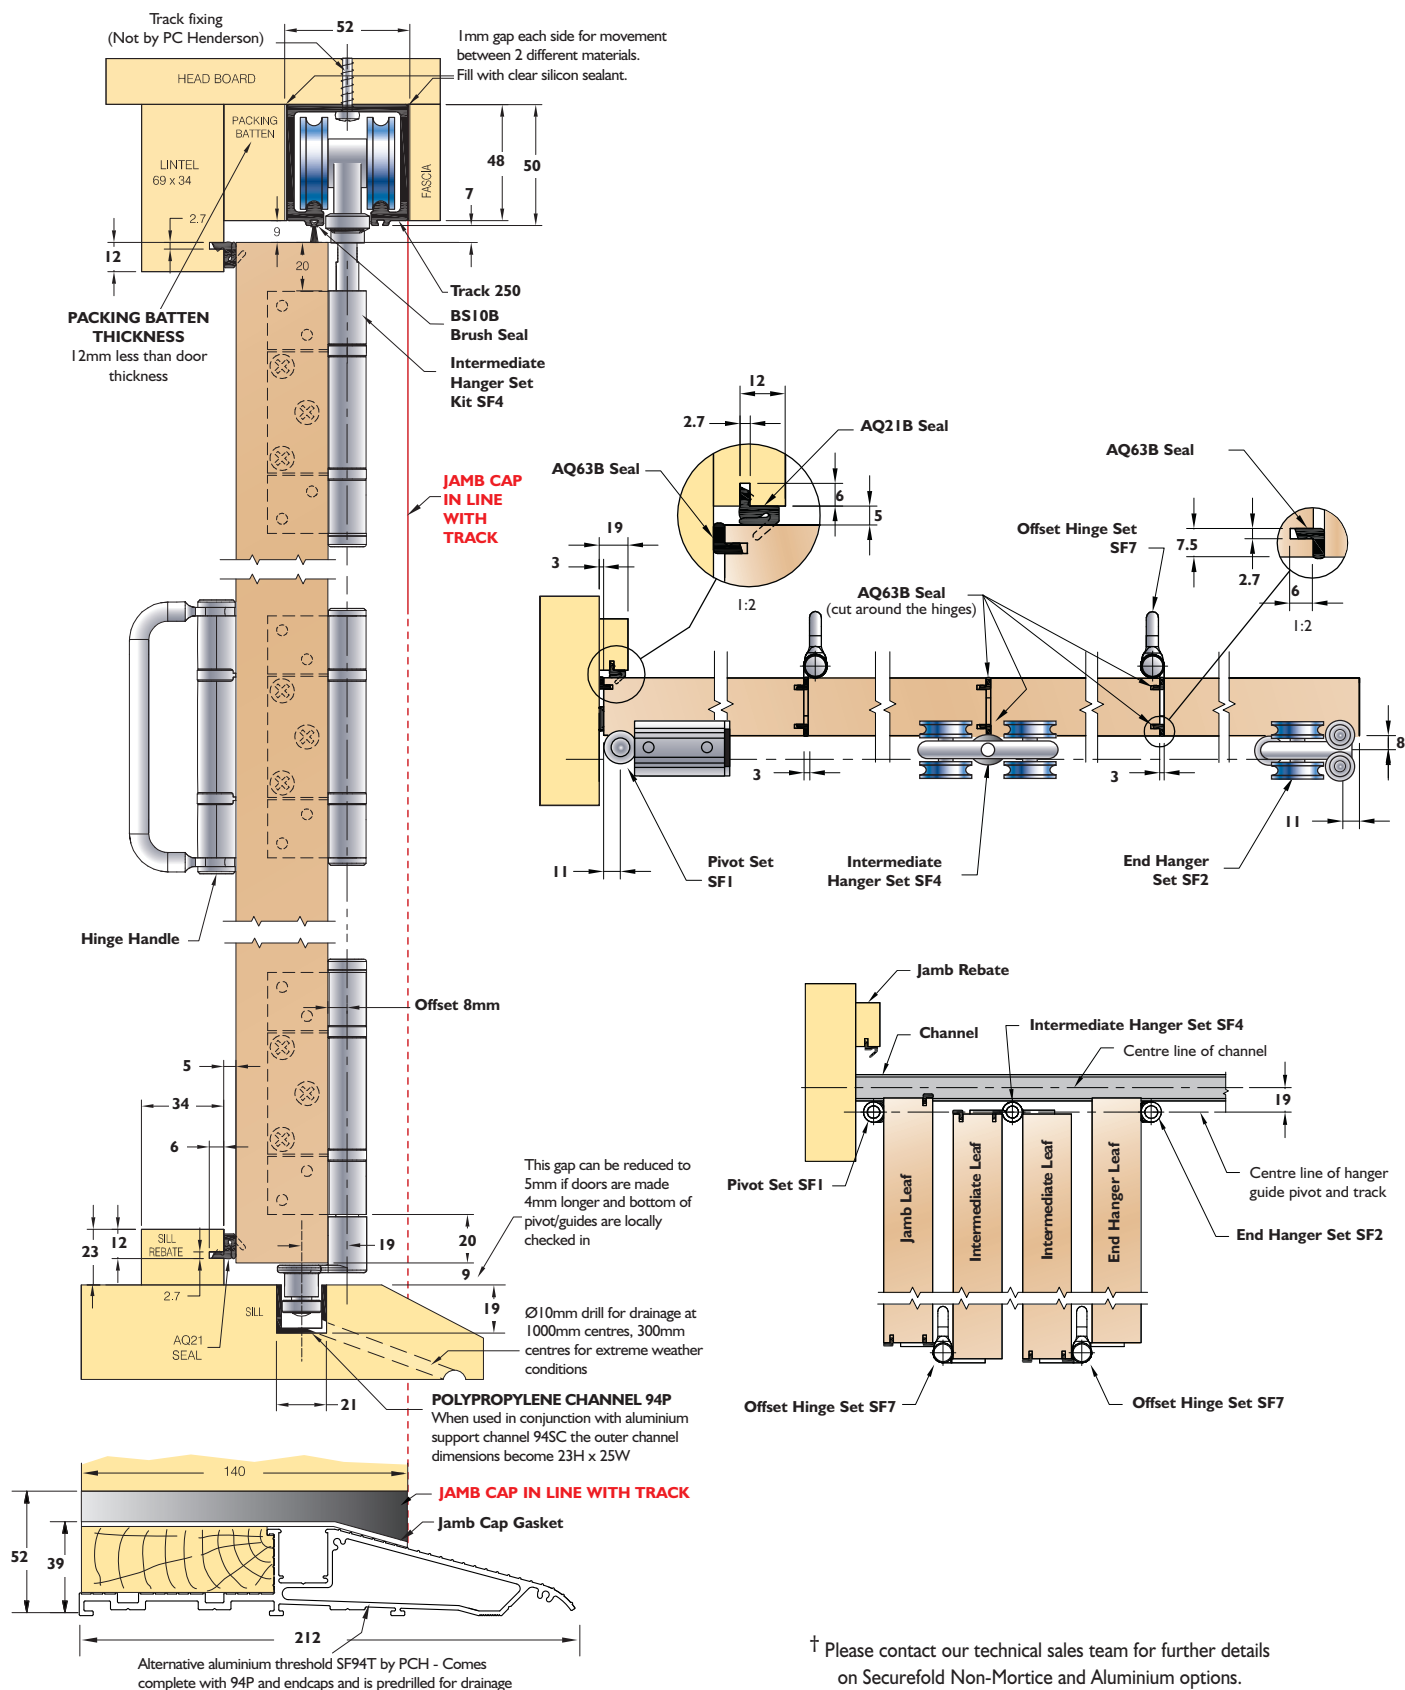 Track fixing
(Not by PC Henderson)
52
1mm gap each side for movement
between 2 different materials.
Fill with clear silicon sealant.
HEAD BOARD
PACKING
BATTEN
LINTEL
69 x 34
FASCIA
48
50
7
2.7
9
12
20
Track 250
BS10B
Brush Seal
PACKING BATTEN
THICKNESS
12mm less than door
thickness
Intermediate
Hanger Set
Kit SF4
JAMB CAP
IN LINE
WITH
TRACK
Hinge Handle
Offset 8mm
5
34
6
SILL
REBATE
23
12
2.7
AQ21
SEAL
SILL
19
20
9
19
21
This gap can be reduced to
5mm if doors are made
4mm longer and bottom of
pivot/guides are locally
checked in
Ø10mm drill for drainage at
1000mm centres, 300mm
centres for extreme weather
conditions
POLYPROPYLENE CHANNEL 94P
When used in conjunction with aluminium
support channel 94SC the outer channel
dimensions become 23H x 25W
140
JAMB CAP IN LINE WITH TRACK
Jamb Cap Gasket
52
39
212
Alternative aluminium threshold SF94T by PCH - Comes
complete with 94P and endcaps and is predrilled for drainage
12
2.7
AQ21B Seal
AQ63B Seal
6
5
19
3
1:2
AQ63B Seal
Offset Hinge Set
SF7
7.5
2.7
6
1:2
AQ63B Seal
(cut around the hinges)
3
3
8
11
11
Pivot Set
SF1
Intermediate
Hanger Set SF4
End Hanger
Set SF2
Jamb Rebate
Channel
Intermediate Hanger Set SF4
Centre line of channel
19
Pivot Set SF1
Jamb Leaf
Intermediate Leaf
Intermediate Leaf
End Hanger Leaf
Centre line of hanger
guide pivot and track
End Hanger Set SF2
Offset Hinge Set SF7
Offset Hinge Set SF7
† Please contact our technical sales team for further details
on Securefold Non-Mortice and Aluminium options.